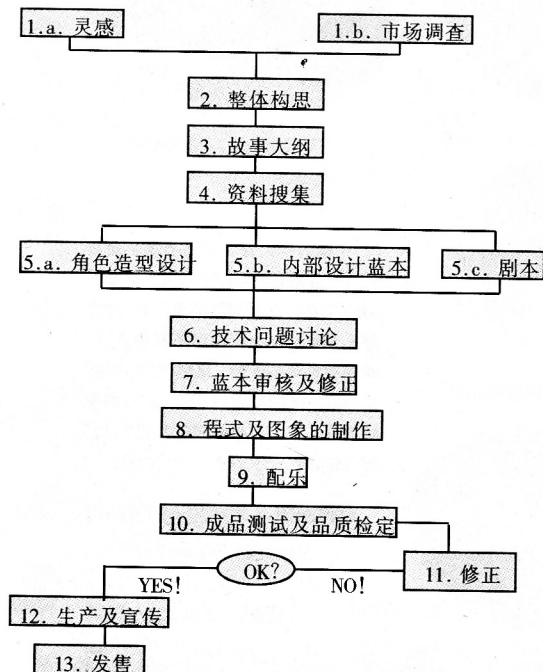 1.a. 灵感
1.b. 市场调查
2. 整体构思
3. 故事大纲
4. 资料搜集
5.a. 角色造型设计
5.b. 内部设计蓝本
5.c. 剧本
6. 技术问题讨论
7. 蓝本审核及修正
8. 程式及图象的制作
9. 配乐
10. 成品测试及品质检定
OK?
11. 修正
YES!
NO!
12. 生产及宣传
13. 发售